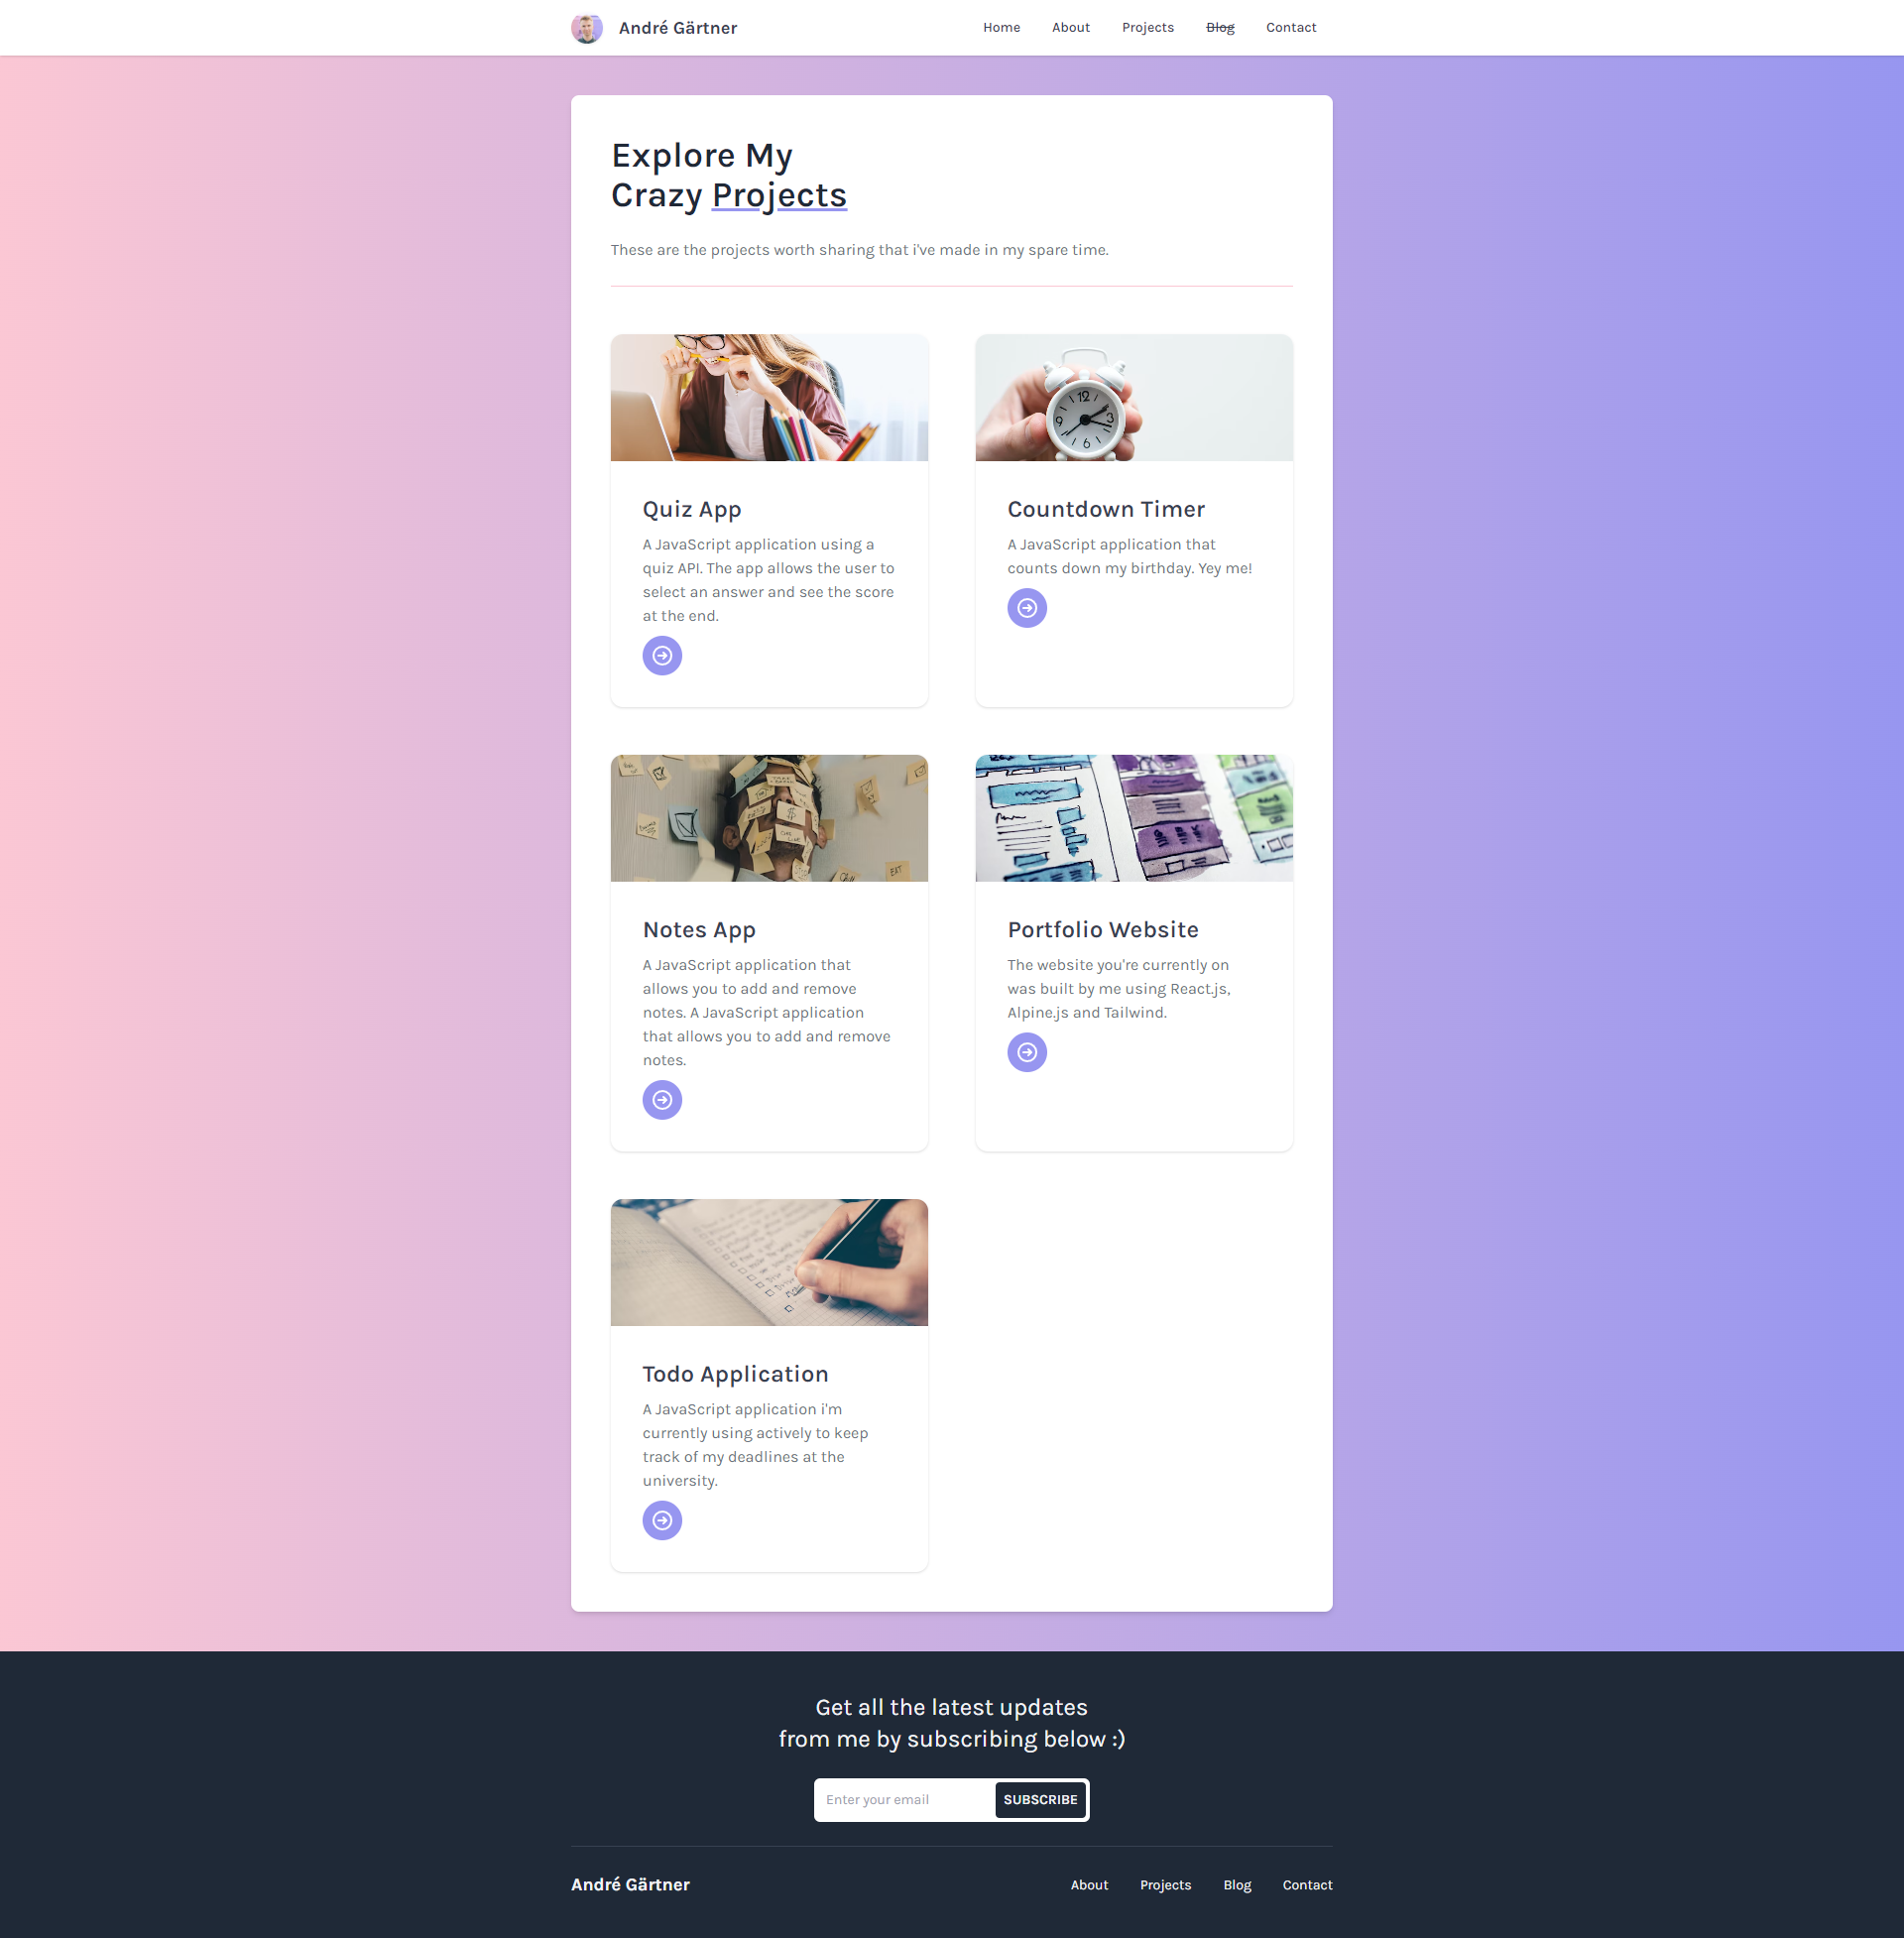 André Gärtner
Home About Projects Blog Contact
Explore My
Crazy Projects
These are the projects worth sharing that i've made in my spare time.
12
3
9
6
Quiz App
A JavaScript application using a
quiz API. The app allows the user to
select an answer and see the score
at the end.
Countdown Timer
A JavaScript application that
counts down my birthday. Yey me!
EAT
Notes App
A JavaScript application that
allows you to add and remove
notes. A JavaScript application
that allows you to add and remove
notes.
Portfolio Website
The website you're currently on
was built by me using React.js,
Alpine.js and Tailwind.
Todo Application
A JavaScript application i'm
currently using actively to keep
track of my deadlines at the
university.
Get all the latest updates
from me by subscribing below :)
Enter your email SUBSCRIBE
André Gärtner
About Projects Blog Contact